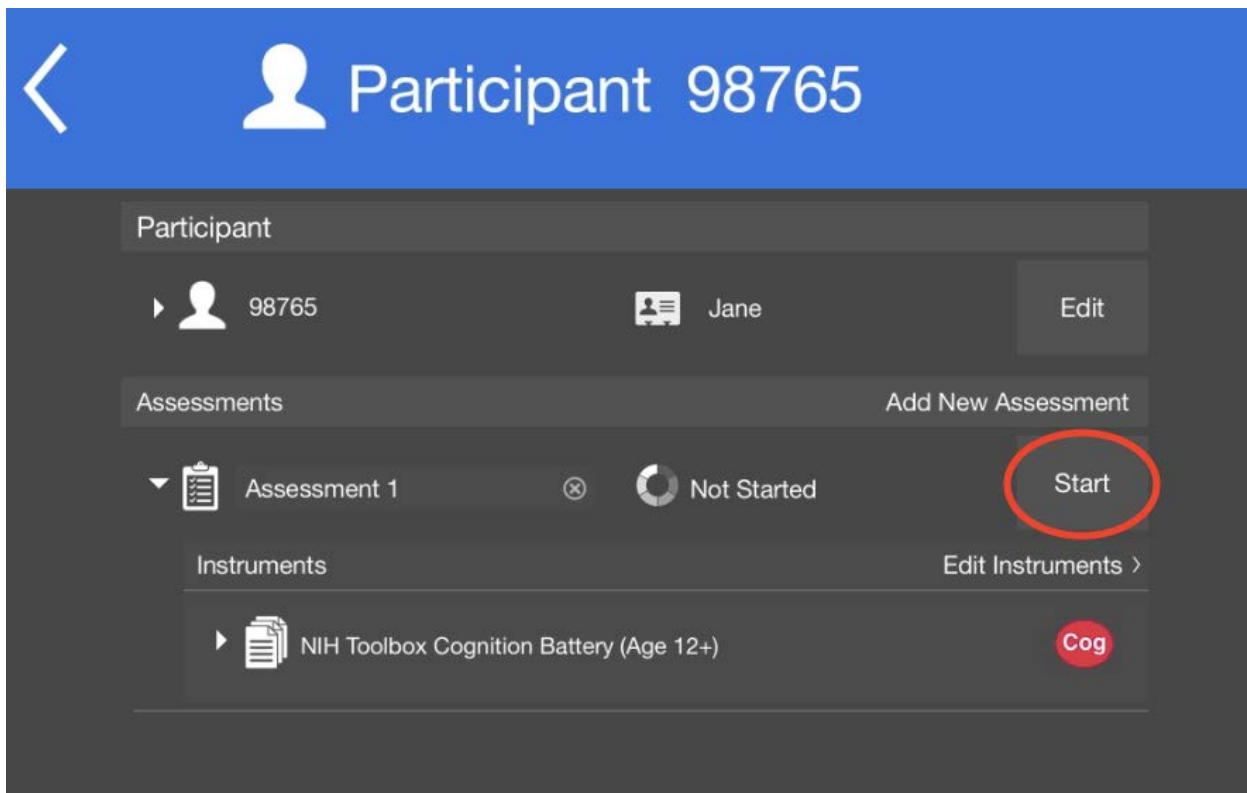 Participant 98765
Participant
98765 Jane Edit
Assessments Add New Assessment
Assessment 1 Not Started Start
Instruments Edit Instruments >
NIH Toolbox Cognition Battery (Age 12+) Cog